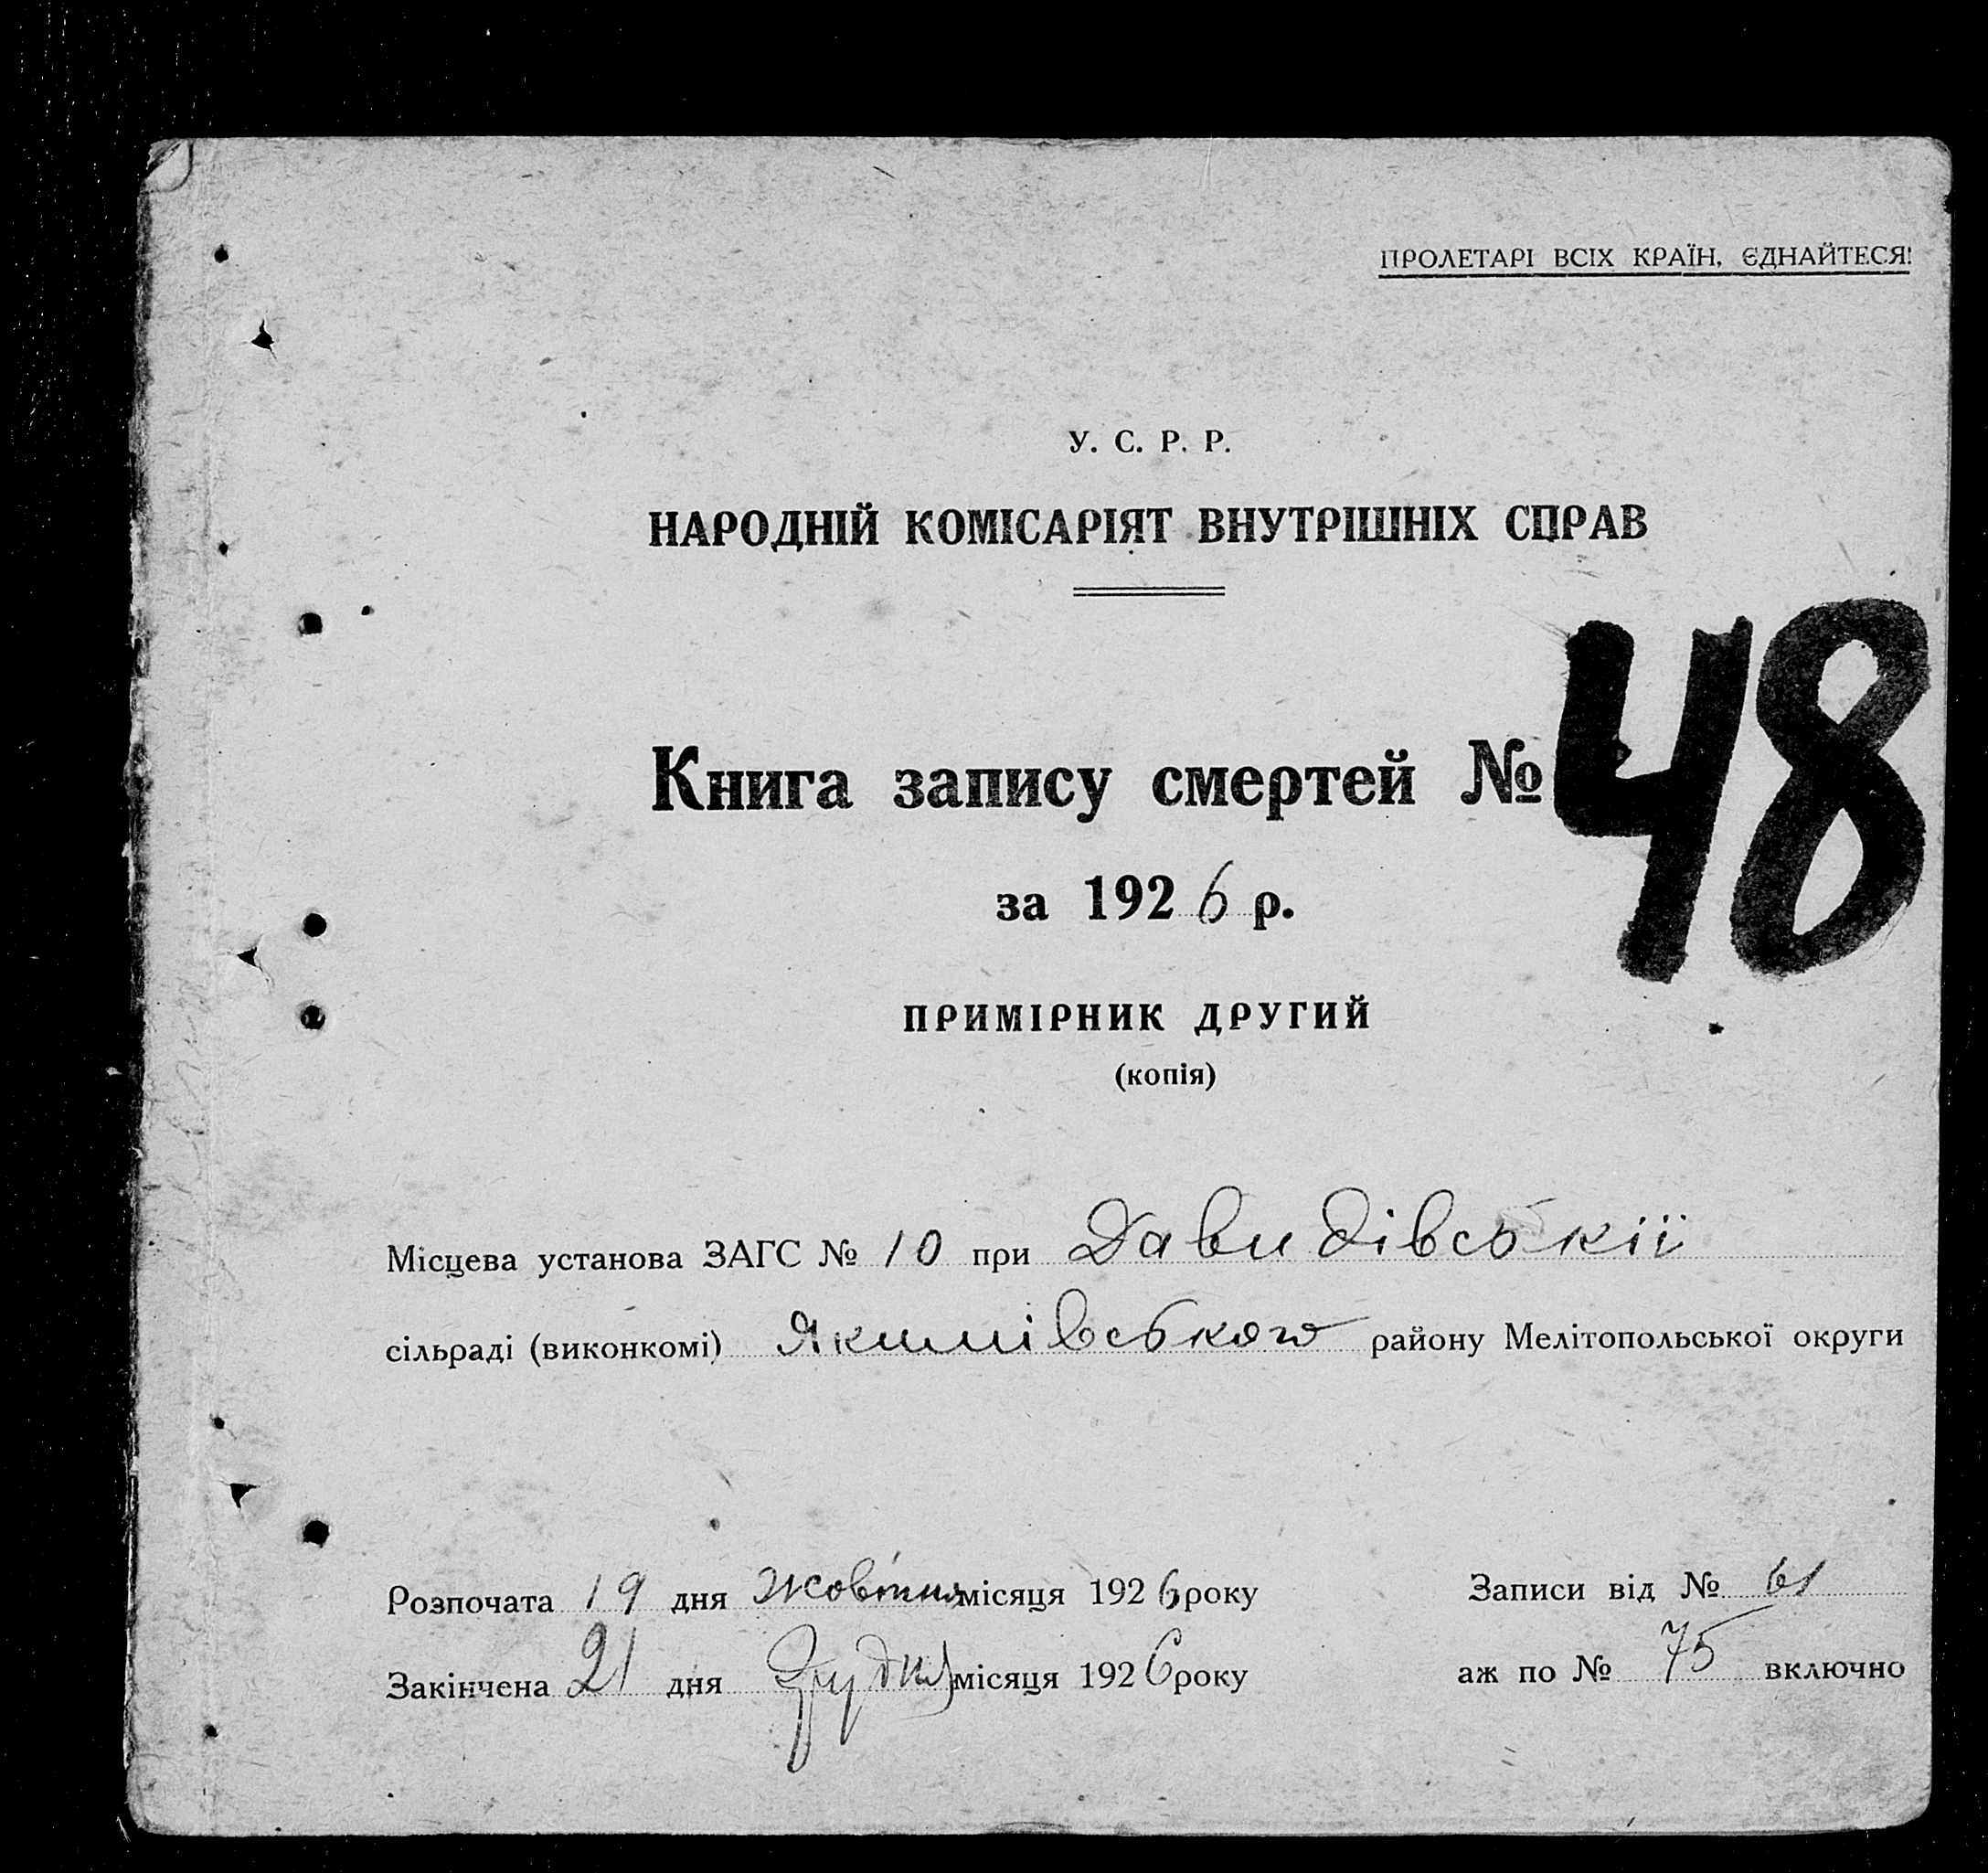 ПРОЛЕТАРІ ВСІХ КРАЇН, ЄДНАЙТЕСЯ!
У. С. Р. Р.
НАРОДНІЙ КОМІСАРІЯТ ВНУТРІШНІХ СПРАВ
Книга запису смертей № 48
за 1926 р.
ПРИМІРНИК ДРУГИЙ
(копія)
Місцева установа ЗАГС № 10 при Давидівській
сільраді (виконкомі) Якимівського району Мелітопольської округи
Розпочата 19 дня Жовтня місяця 1926 року Записи від № 61
Закінчена 21 дня Грудня місяця 1926 року аж по № 75 включно